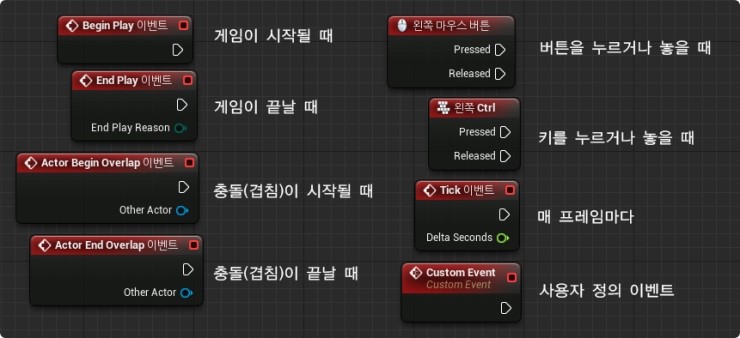 Begin Play 이벤트
게임이 시작될 때
End Play 이벤트
End Play Reason
게임이 끝날 때
Actor Begin Overlap 이벤트
Other Actor
충돌(겹침)이 시작될 때
Actor End Overlap 이벤트
Other Actor
충돌(겹침)이 끝날 때
왼쪽 마우스 버튼
Pressed
Released
버튼을 누르거나 놓을 때
왼쪽 Ctrl
Pressed
Released
키를 누르거나 놓을 때
Tick 이벤트
Delta Seconds
매 프레임마다
Custom Event
Custom Event
사용자 정의 이벤트